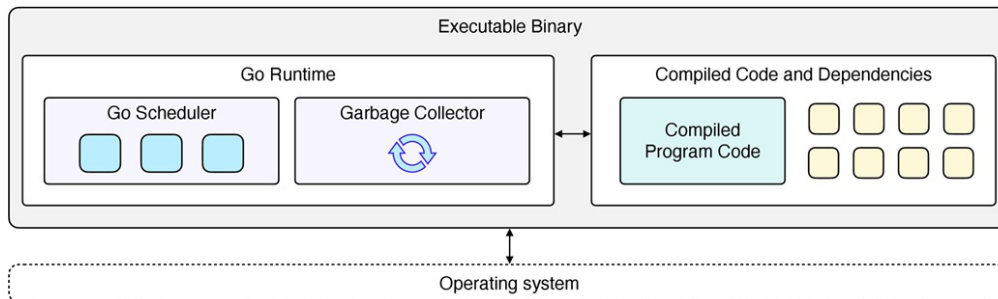 Executable Binary
Go Runtime
Compiled Code and Dependencies
Go Scheduler
Garbage Collector
Compiled
Program Code
Operating system